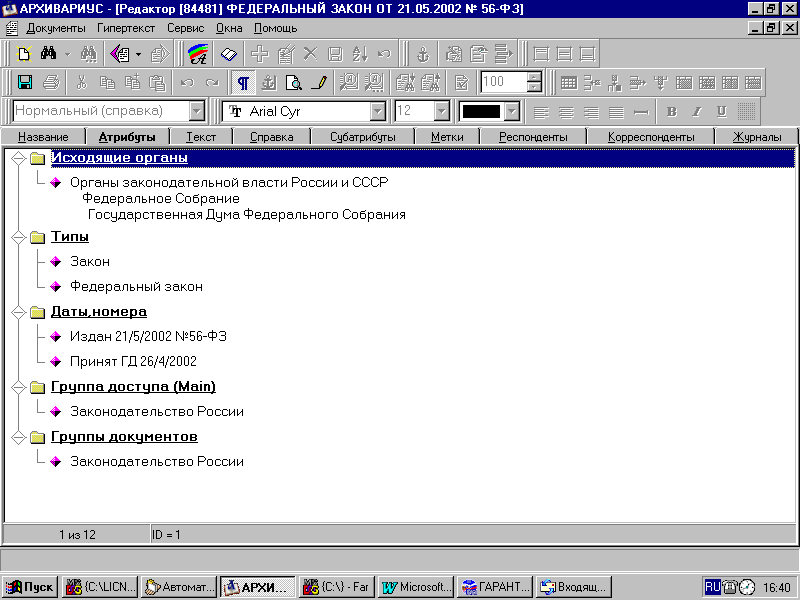 АРХИВАРИУС - [Редактор [84481] ФЕДЕРАЛЬНЫЙ ЗАКОН ОТ 21.05.2002 № 56-ФЗ]
Документы Гипертекст Сервис Окна Помощь
100
Нормальный (справка) Arial Cyr 12 B I U
Название Атрибуты Текст Справка Субатрибуты Метки Респонденты Корреспонденты Журналы
Исходящие органы
Органы законодательной власти России и СССР
Федеральное Собрание
Государственная Дума Федерального Собрания
Типы
Закон
Федеральный закон
Даты,номера
Издан 21/5/2002 №56-ФЗ
Принят ГД 26/4/2002
Группа доступа (Main)
Законодательство России
Группы документов
Законодательство России
1 из 12 ID = 1
Пуск {C:\LICN... Автомат... АРХИ... {C:\} - Far Microsoft... ГАРАНТ... Входящ... RU 16:40